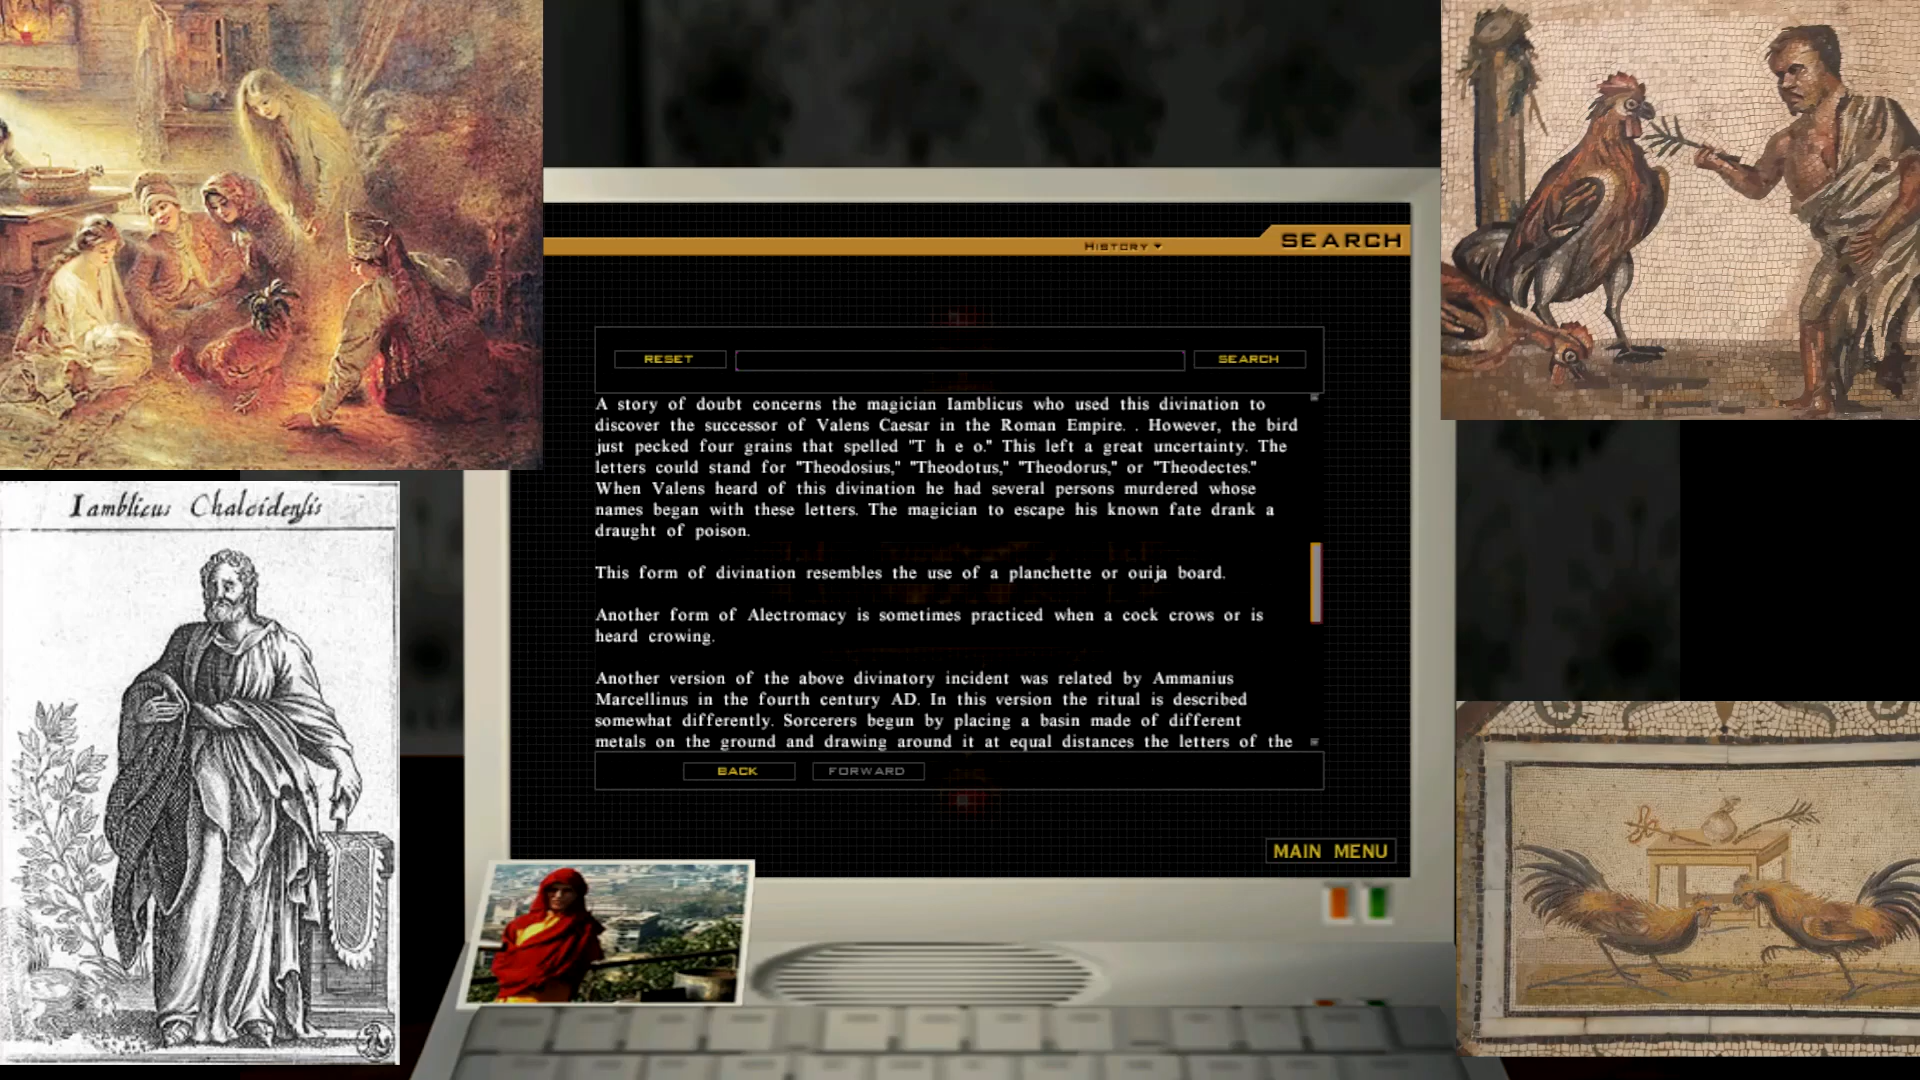 HISTORY
SEARCH
RESET
SEARCH
A story of doubt concerns the magician Iamblicus who used this divination to
discover the successor of Valens Caesar in the Roman Empire. . However, the bird
just pecked four grains that spelled "T h e o." This left a great uncertainty. The
letters could stand for "Theodosius," "Theodotus," "Theodorus," or "Theodectes."
When Valens heard of this divination he had several persons murdered whose
names began with these letters. The magician to escape his known fate drank a
draught of poison.
This form of divination resembles the use of a planchette or ouija board.
Another form of Alectromacy is sometimes practiced when a cock crows or is
heard crowing.
Another version of the above divinatory incident was related by Ammanius
Marcellinus in the fourth century AD. In this version the ritual is described
somewhat differently. Sorcerers begun by placing a basin made of different
metals on the ground and drawing around it at equal distances the letters of the
BACK
FORWARD
MAIN MENU
Iamblicus Chalcidensis